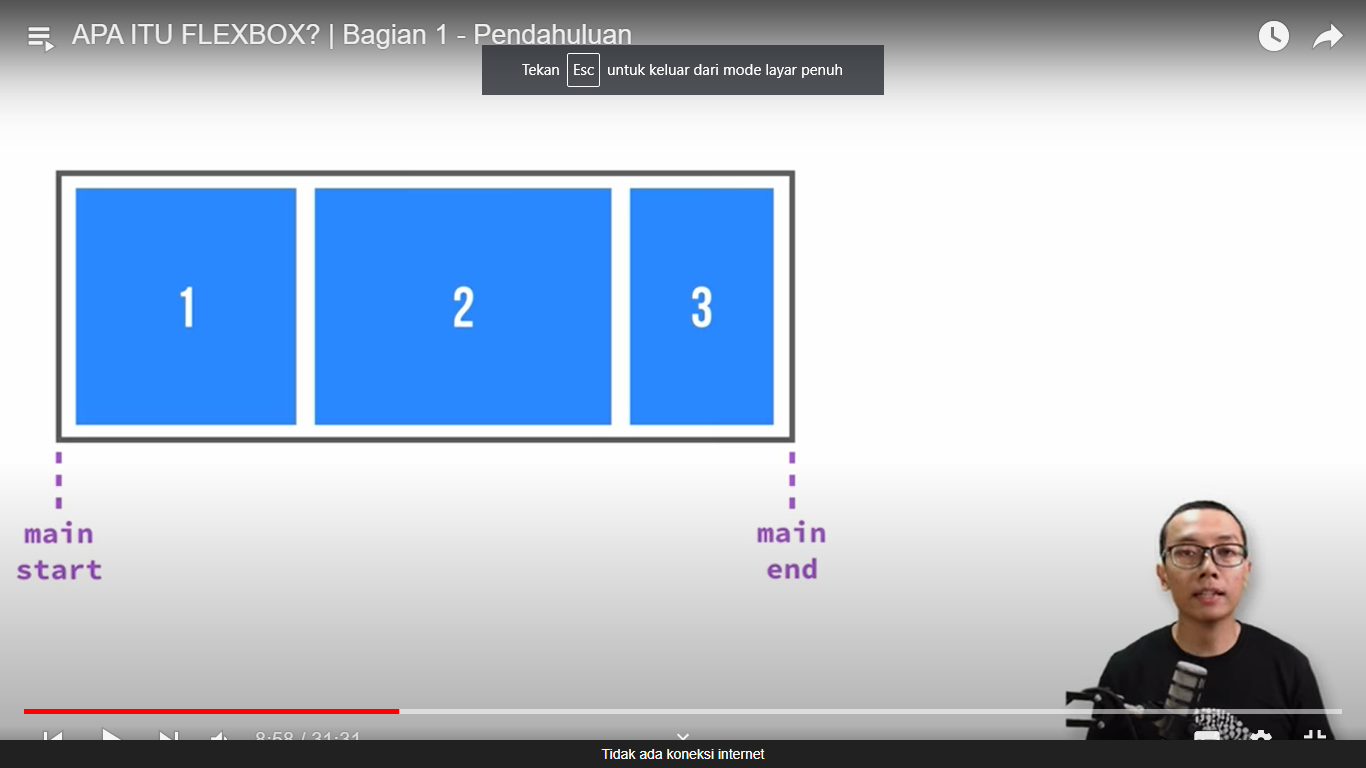 APA ITU FLEXBOX? | Bagian 1 - Pendahuluan
Tekan Esc untuk keluar dari mode layar penuh
1
2
3
main
start
main
end
8:58 / 31:31
Tidak ada koneksi internet